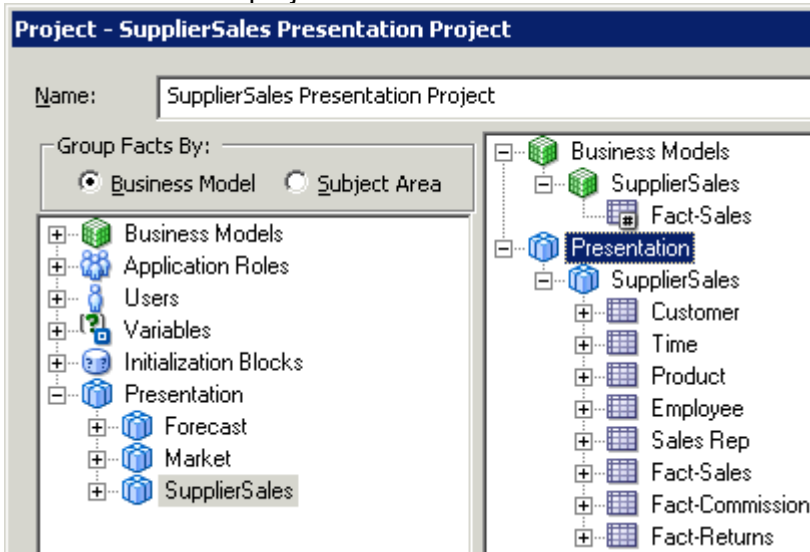 Project - SupplierSales Presentation Project
Name:
SupplierSales Presentation Project
Group Facts By:
Business Model
Subject Area
Business Models
Application Roles
Users
Variables
Initialization Blocks
Presentation
Forecast
Market
SupplierSales
Business Models
SupplierSales
Fact-Sales
Presentation
SupplierSales
Customer
Time
Product
Employee
Sales Rep
Fact-Sales
Fact-Commission
Fact-Returns